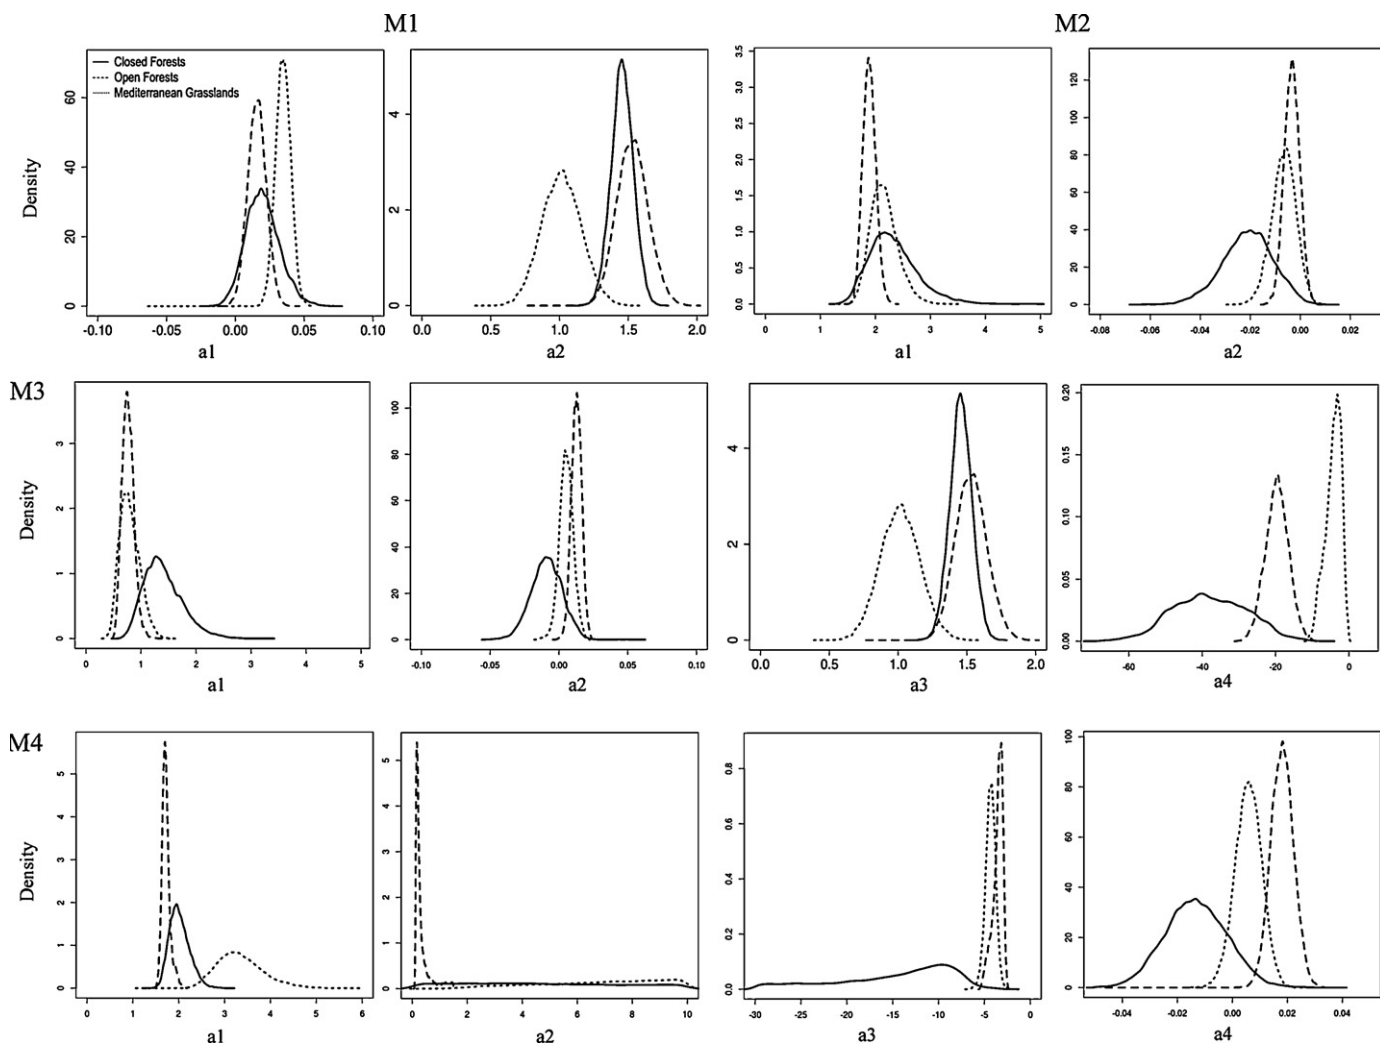 M1 M2
Closed Forests
Open Forests
Mediterranean Grasslands
Density
0 20 40 60
-0.10 -0.05 0.00 0.05 0.10
a1
0 2 4
0.0 0.5 1.0 1.5 2.0
a2
0.0 0.5 1.0 1.5 2.0 2.5 3.0 3.5
0 1 2 3 4 5
a1
0 20 40 60 80 100 120
-0.08 -0.06 -0.04 -0.02 0.00 0.02
a2
M3
Density
0 1 2 3
0 1 2 3 4 5
a1
0 20 40 60 80 100
-0.10 -0.05 0.00 0.05 0.10
a2
0 2 4
0.0 0.5 1.0 1.5 2.0
a3
0.00 0.05 0.10 0.15 0.20
-60 -40 -20 0
a4
M4
Density
0 1 2 3 4 5
0 1 2 3 4 5 6
a1
0 1 2 3 4 5
0 2 4 6 8 10
a2
0.0 0.2 0.4 0.6 0.8
-30 -25 -20 -15 -10 -5 0
a3
0 20 40 60 80 100
-0.04 -0.02 0.00 0.02 0.04
a4